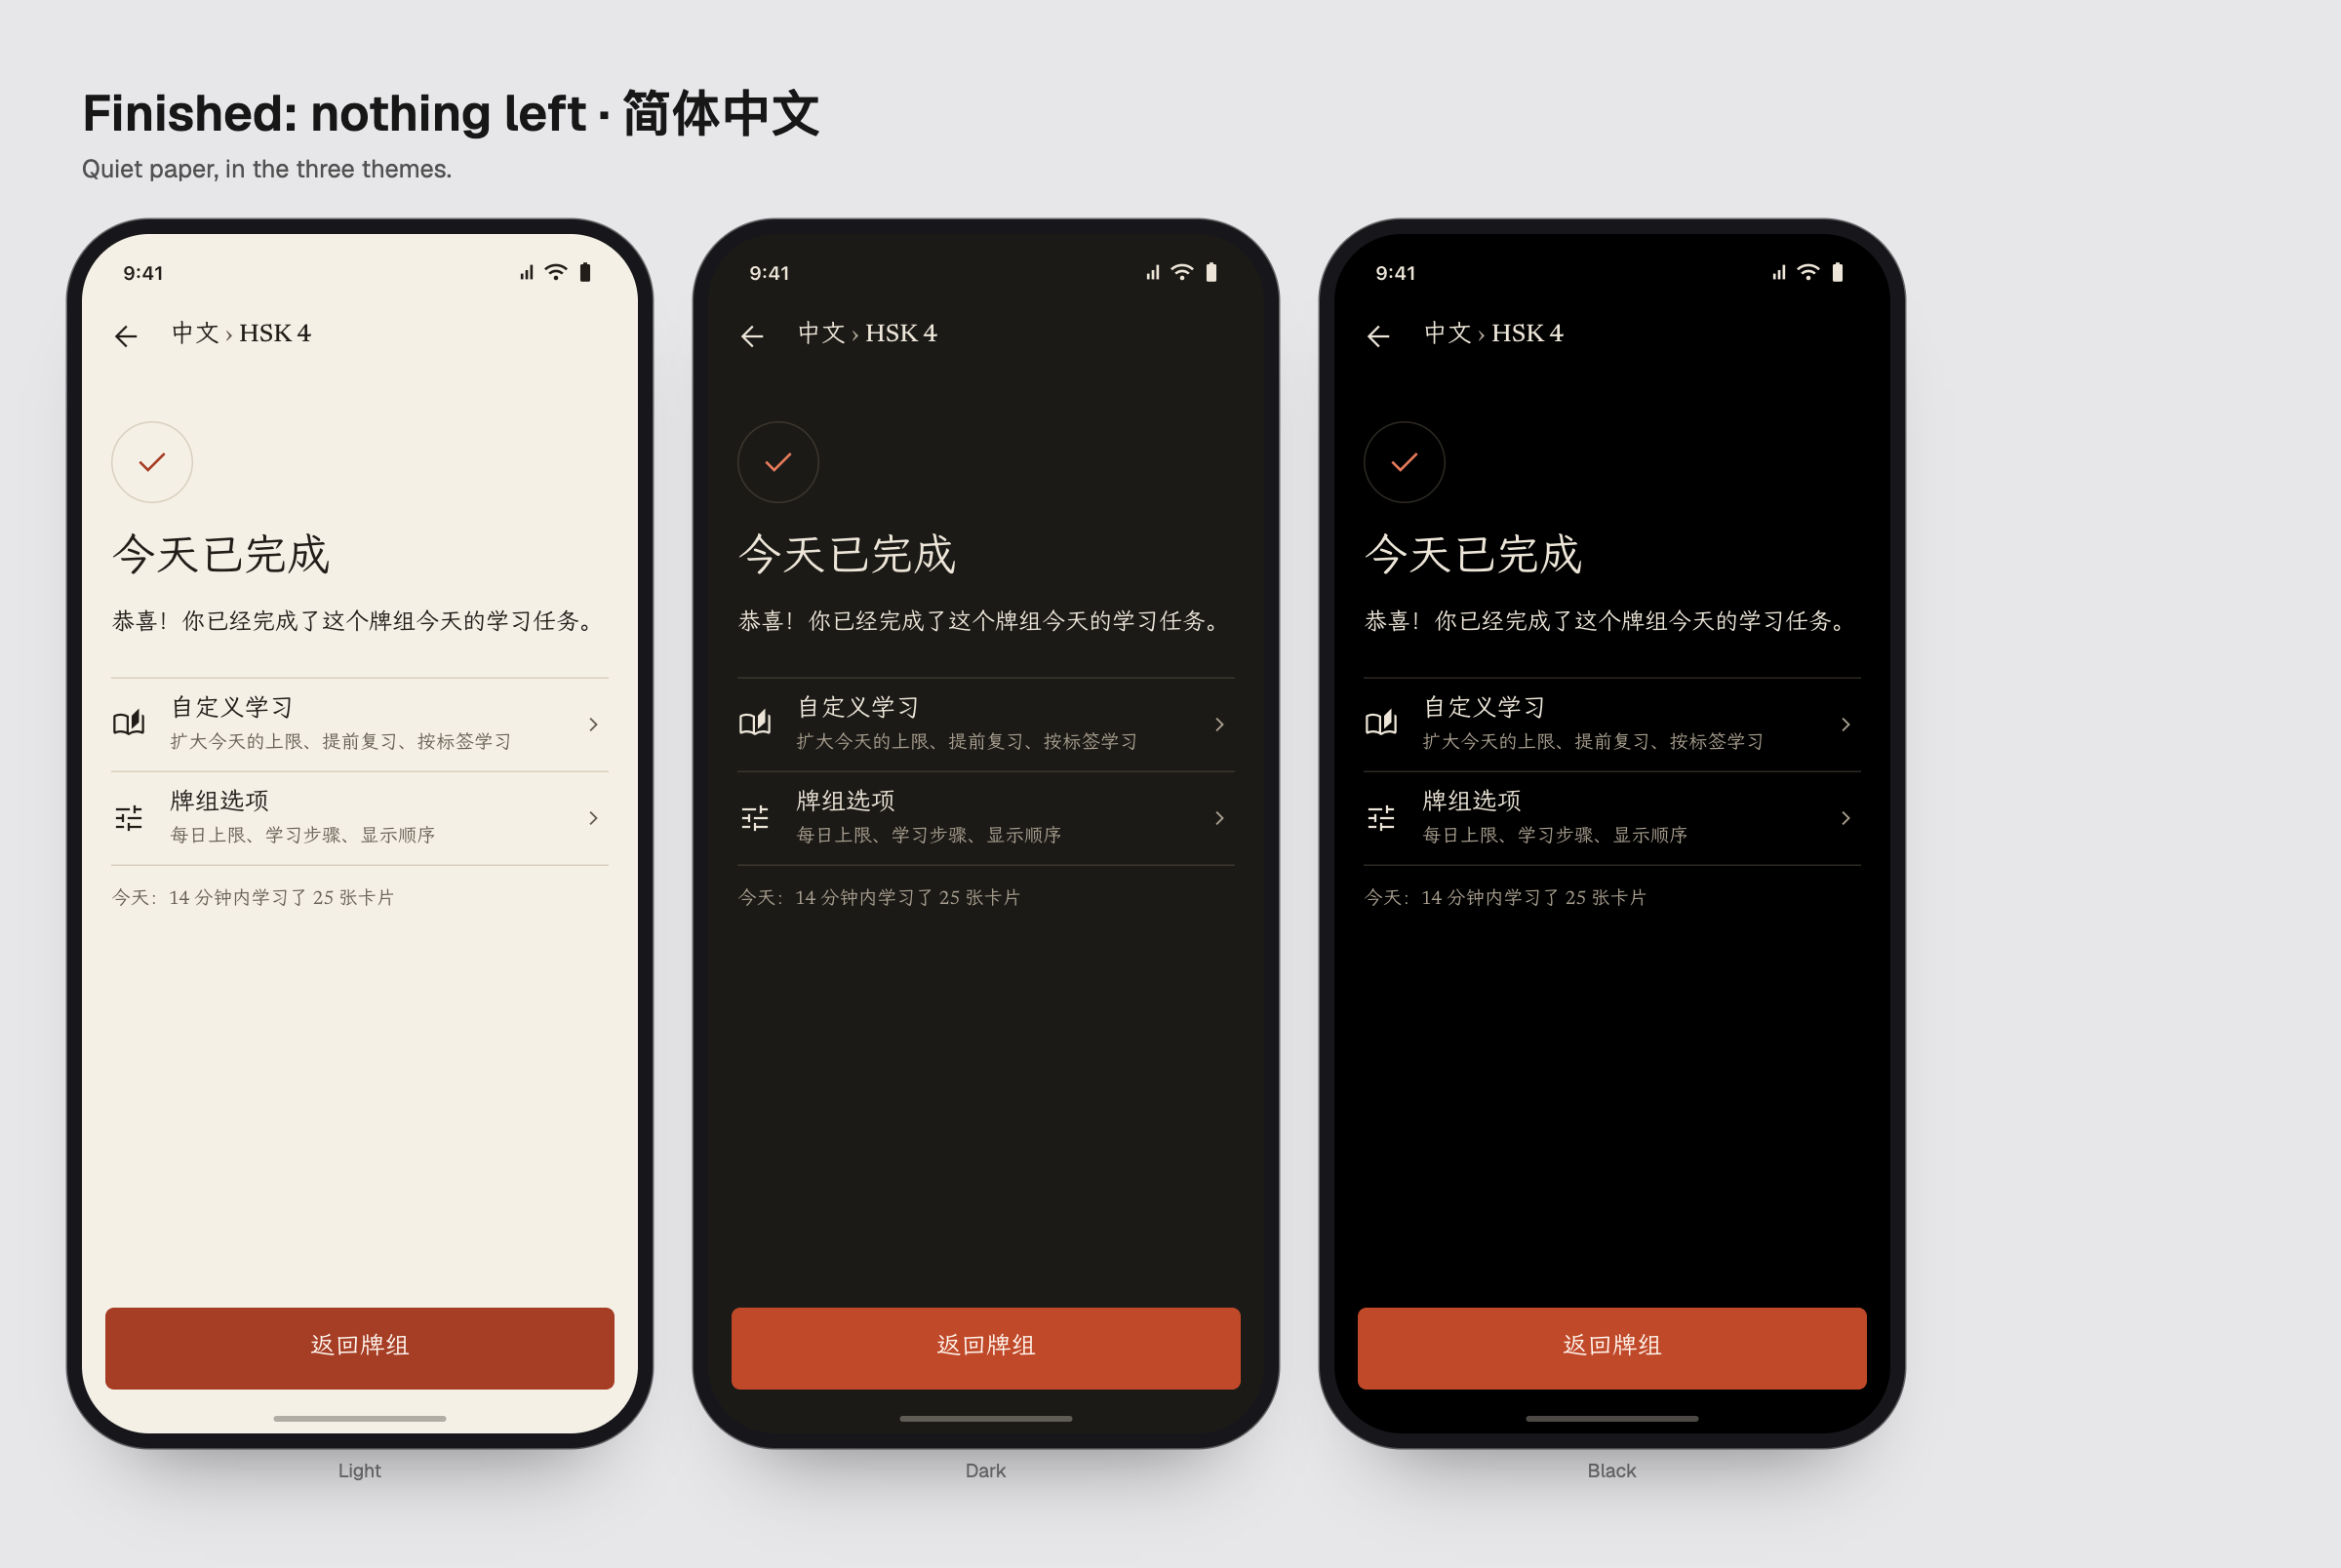 Finished: nothing left · 简体中文
Quiet paper, in the three themes.
9:41
中文 › HSK 4
今天已完成
恭喜！你已经完成了这个牌组今天的学习任务。
自定义学习
扩大今天的上限、提前复习、按标签学习
牌组选项
每日上限、学习步骤、显示顺序
今天：14 分钟内学习了 25 张卡片
返回牌组
Light
9:41
中文 › HSK 4
今天已完成
恭喜！你已经完成了这个牌组今天的学习任务。
自定义学习
扩大今天的上限、提前复习、按标签学习
牌组选项
每日上限、学习步骤、显示顺序
今天：14 分钟内学习了 25 张卡片
返回牌组
Dark
9:41
中文 › HSK 4
今天已完成
恭喜！你已经完成了这个牌组今天的学习任务。
自定义学习
扩大今天的上限、提前复习、按标签学习
牌组选项
每日上限、学习步骤、显示顺序
今天：14 分钟内学习了 25 张卡片
返回牌组
Black